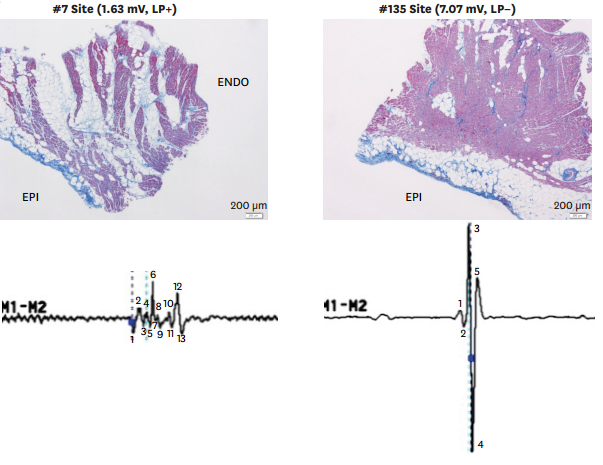 #7 Site (1.63 mV, LP+)
#135 Site (7.07 mV, LP−)
ENDO
EPI
EPI
200 μm
200 μm
M1-M2
1
2
3
4
5
6
7
8
9
10
11
12
13
M1-M2
1
2
3
4
5